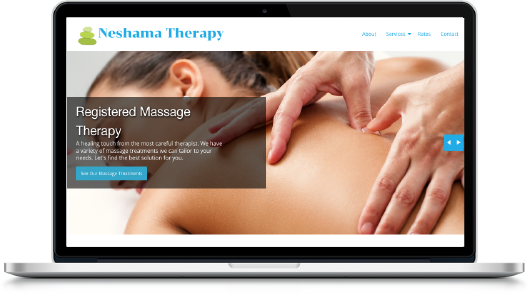 Neshama Therapy
About Services Rates Contact
Registered Massage
Therapy
A healing touch from the most careful therapist. We have
a variety of massage treatments we can tailor to your
needs. Let's find the best solution for you.
See Our Massage Treatments